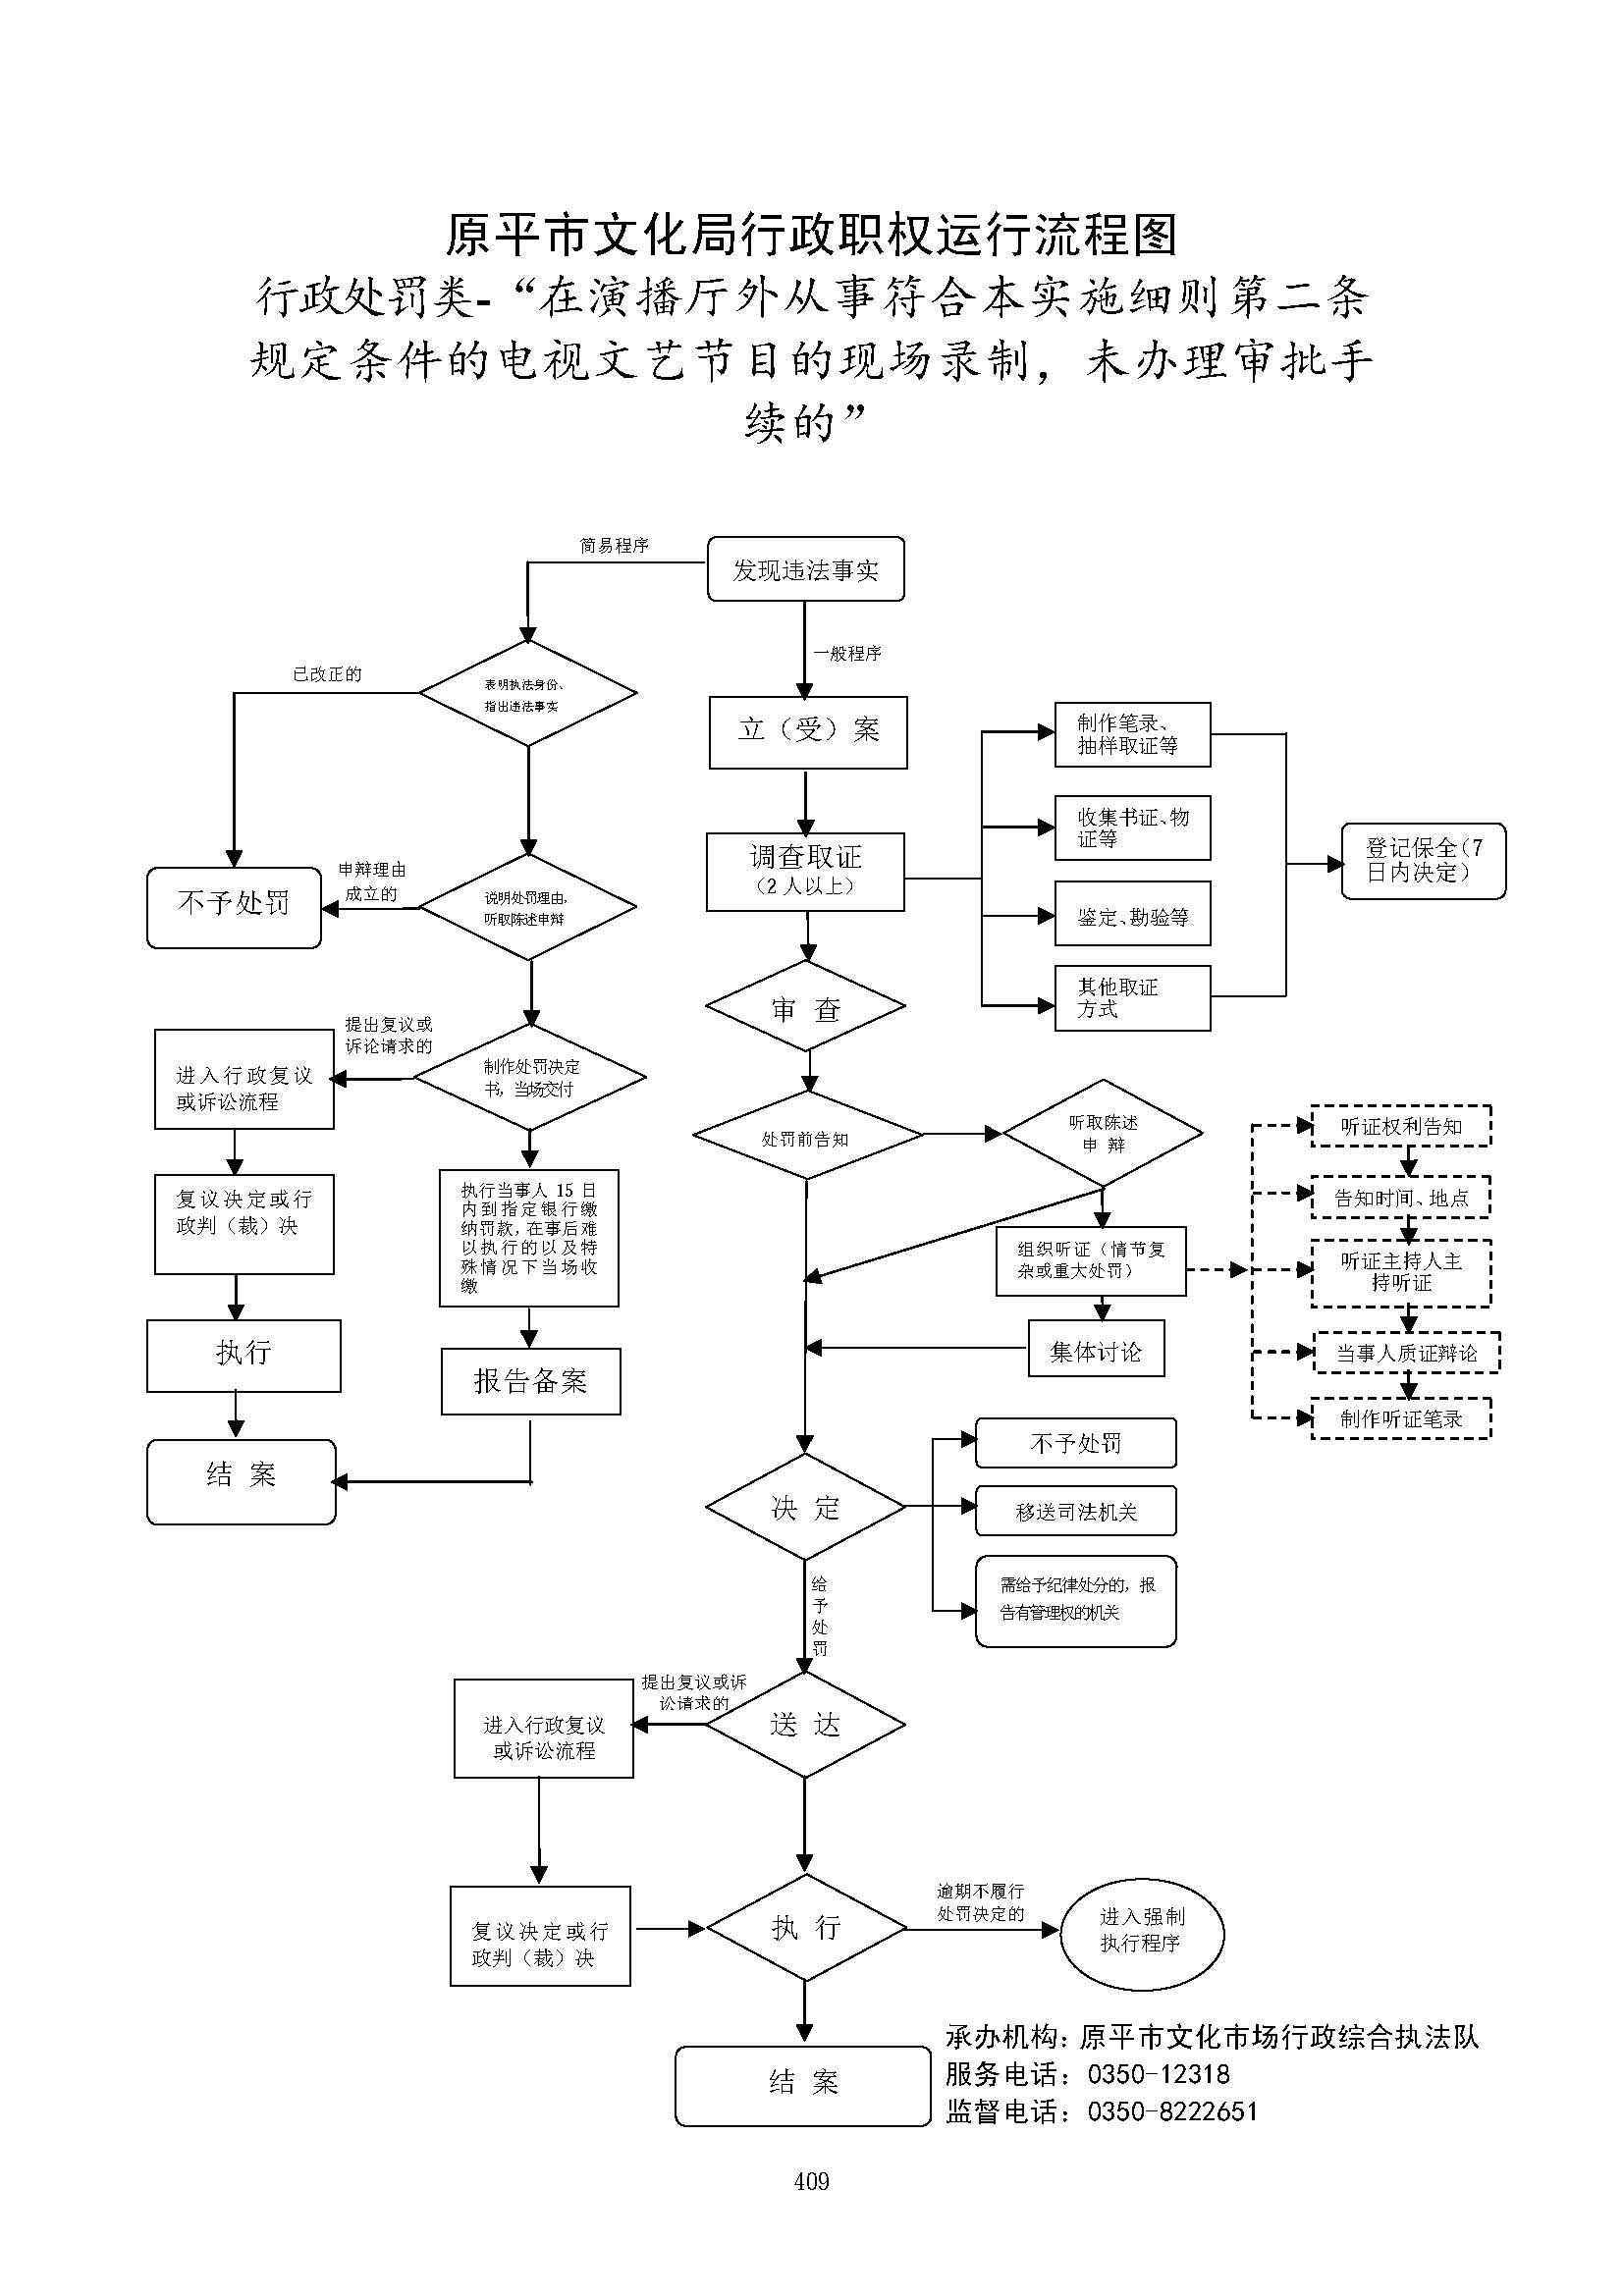 原平市文化局行政职权运行流程图
行政处罚类-“在演播厅外从事符合本实施细则第二条
规定条件的电视文艺节目的现场录制，未办理审批手
续的”
简易程序
发现违法事实
一般程序
已改正的
表明执法身份、
指出违法事实
立（受）案
制作笔录、
抽样取证等
收集书证、物
证等
登记保全（7
日内决定）
调查取证
（2人以上）
申辩理由
成立的
不予处罚
说明处罚理由，
听取陈述申辩
鉴定、勘验等
其他取证
方式
审 查
提出复议或
诉论请求的
进入行政复议
或诉讼流程
制作处罚决定
书，当场交付
处罚前告知
听取陈述
申 辩
听证权利告知
告知时间、地点
听证主持人主
持听证
当事人质证辩论
制作听证笔录
复议决定或行
政判（裁）决
执行当事人 15 日
内到指定银行缴
纳罚款，在事后难
以执行的以及特
殊情况下当场收
缴
组织听证（情节复
杂或重大处罚）
集体讨论
执行
报告备案
结 案
不予处罚
决 定
移送司法机关
需给予纪律处分的，报
告有管理权的机关
给
予
处
罚
提出复议或诉
讼请求的
进入行政复议
或诉讼流程
送 达
复议决定或行
政判（裁）决
执 行
逾期不履行
处罚决定的
进入强制
执行程序
结 案
承办机构：原平市文化市场行政综合执法队
服务电话：0350-12318
监督电话：0350-8222651
409